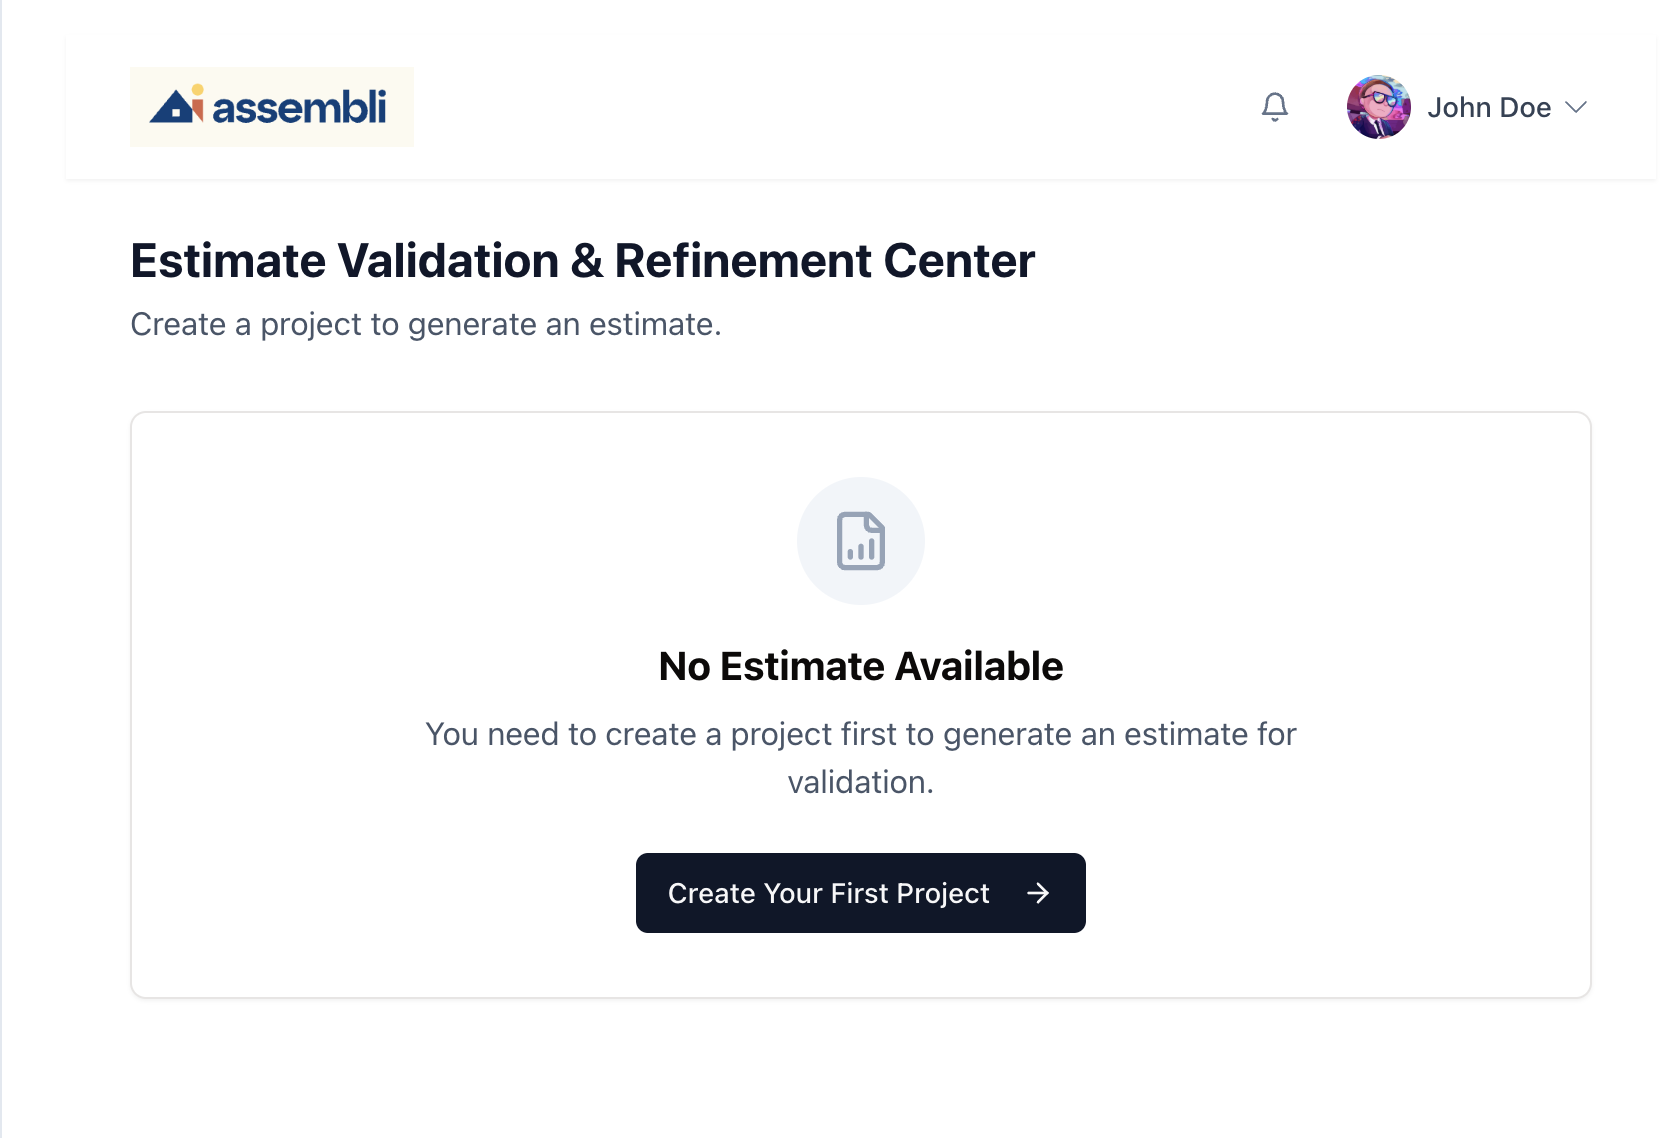 assembli
John Doe
Estimate Validation & Refinement Center
Create a project to generate an estimate.
No Estimate Available
You need to create a project first to generate an estimate for
validation.
Create Your First Project